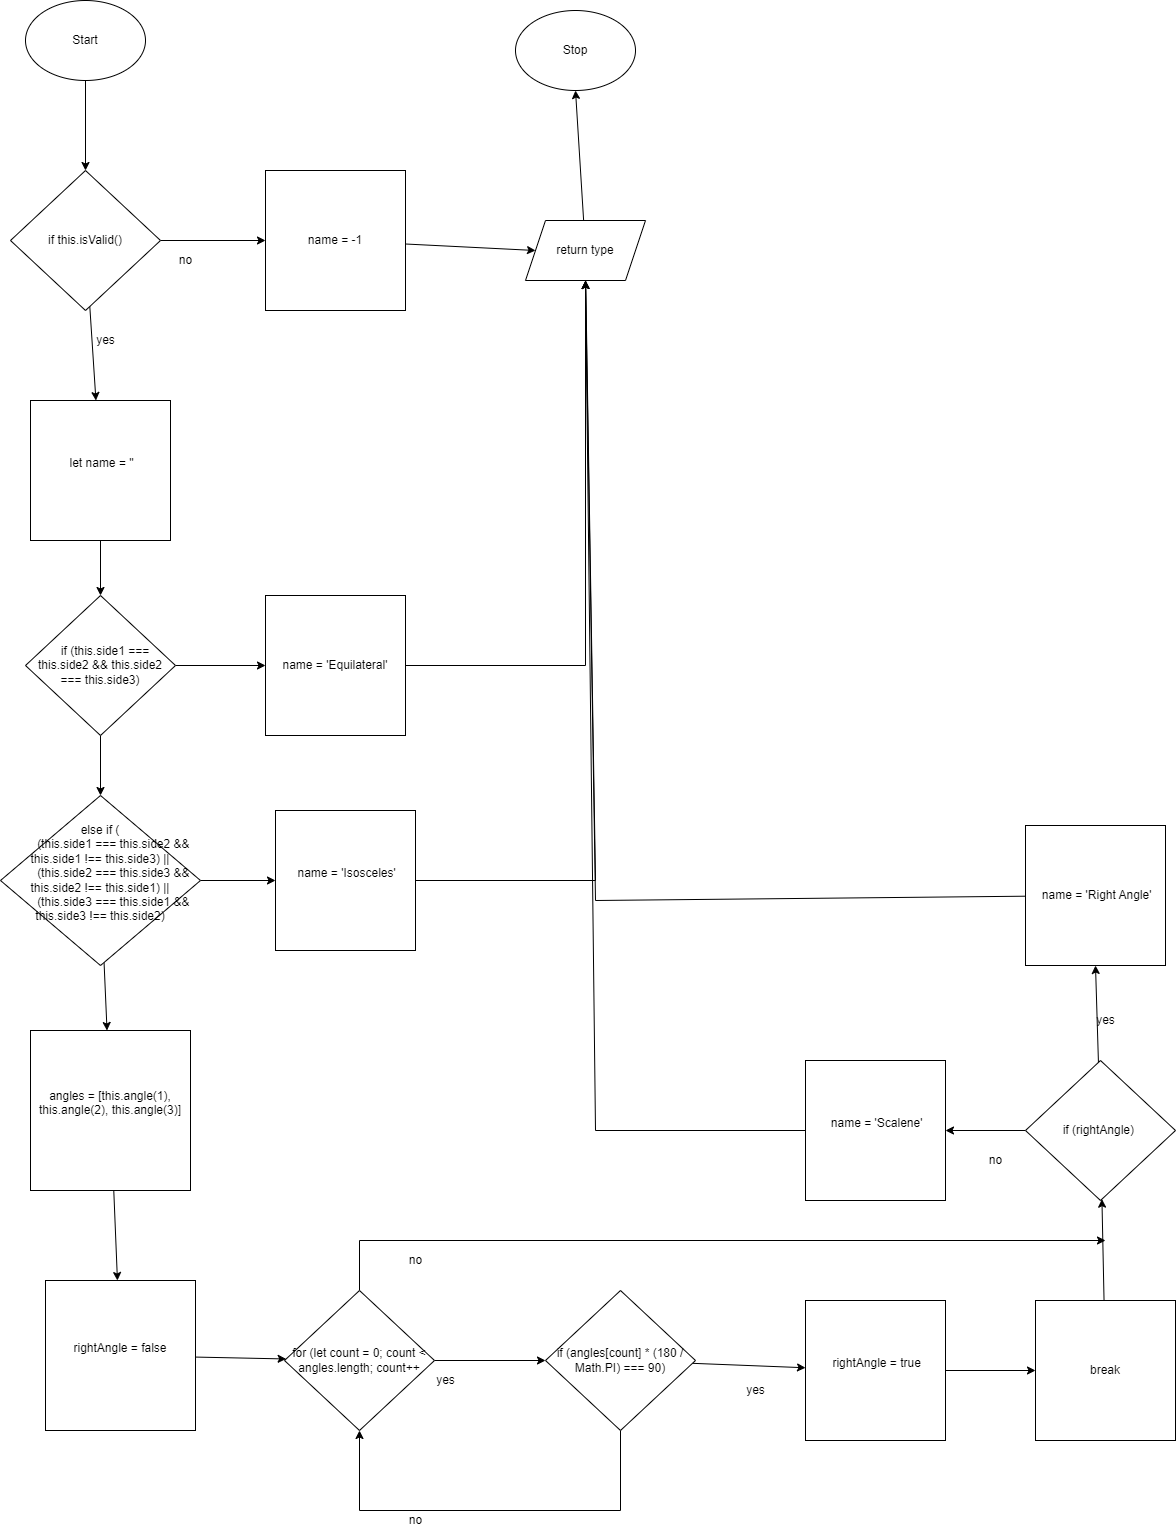 Start
Stop
if this.isValid()
no
name = -1
return type
yes
let name = ''
if (this.side1 ===
this.side2 && this.side2
=== this.side3)
name = 'Equilateral'
else if (
(this.side1 === this.side2 &&
this.side1 !== this.side3) ||
(this.side2 === this.side3 &&
this.side2 !== this.side1) ||
(this.side3 === this.side1 &&
this.side3 !== this.side2)
name = 'Isosceles'
name = 'Right Angle'
yes
angles = [this.angle(1),
this.angle(2), this.angle(3)]
name = 'Scalene'
no
if (rightAngle)
no
rightAngle = false
for (let count = 0; count <
angles.length; count++
yes
if (angles[count] * (180 /
Math.PI) === 90)
yes
rightAngle = true
break
no